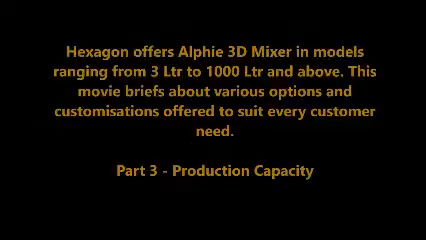 Hexagon offers Alphie 3D Mixer in models
ranging from 3 Ltr to 1000 Ltr and above. This
movie briefs about various options and
customisations offered to suit every customer
need.
Part 3 - Production Capacity